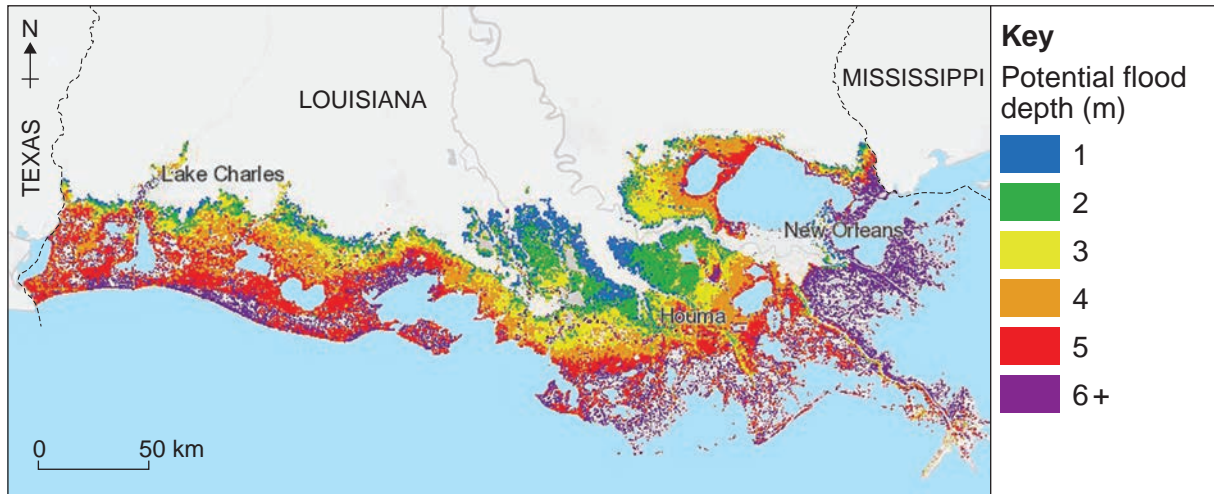 N
TEXAS
LOUISIANA
MISSISSIPPI
Lake Charles
New Orleans
Houma
0 50 km
Key
Potential flood
depth (m)
1
2
3
4
5
6+